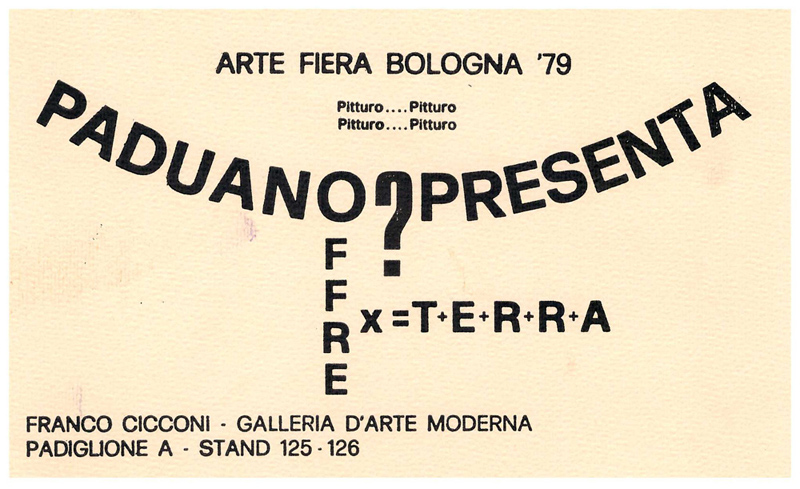 ARTE FIERA BOLOGNA '79
Pitturo....Pitturo
Pitturo....Pitturo
PADUANO ? PRESENTA
OFFRE
x = T+E+R+R+A
FRANCO CICCONI - GALLERIA D'ARTE MODERNA
PADIGLIONE A - STAND 125-126